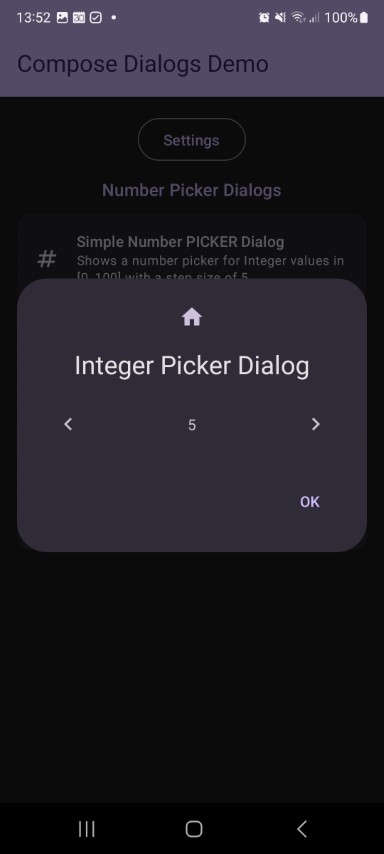 13:52 100%
Compose Dialogs Demo
Settings
Number Picker Dialogs
Simple Number PICKER Dialog
Shows a number picker for Integer values in
[0, 100] with a step size of 5
Integer Picker Dialog
5
OK